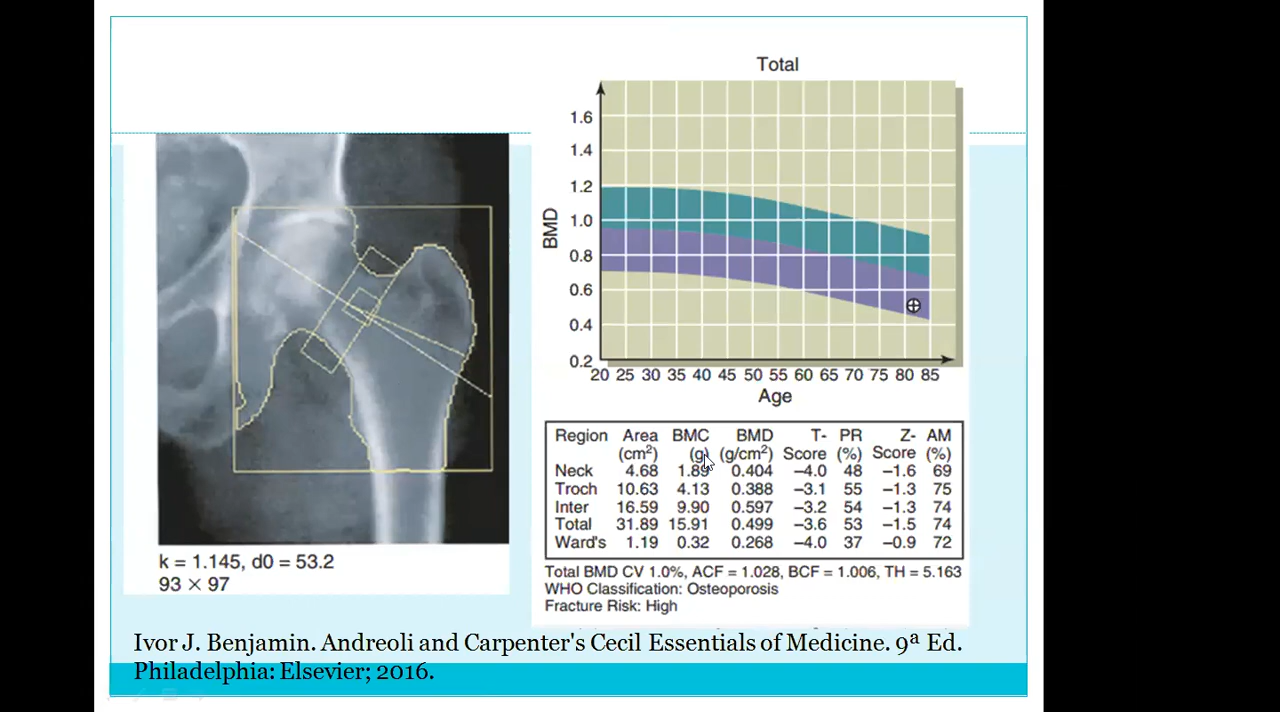 Total
BMD
1.6
1.4
1.2
1.0
0.8
0.6
0.4
0.2
20 25 30 35 40 45 50 55 60 65 70 75 80 85
Age
Region Area (cm²) BMC (g) BMD (g/cm²) T-Score PR (%) Z-Score AM (%)
Neck 4.68 1.89 0.404 –4.0 48 –1.6 69
Troch 10.63 4.13 0.388 –3.1 55 –1.3 75
Inter 16.59 9.90 0.597 –3.2 54 –1.3 74
Total 31.89 15.91 0.499 –3.6 53 –1.5 74
Ward's 1.19 0.32 0.268 –4.0 37 –0.9 72
Total BMD CV 1.0%, ACF = 1.028, BCF = 1.006, TH = 5.163
WHO Classification: Osteoporosis
Fracture Risk: High
k = 1.145, d0 = 53.2
93 × 97
Ivor J. Benjamin. Andreoli and Carpenter's Cecil Essentials of Medicine. 9ª Ed.
Philadelphia: Elsevier; 2016.